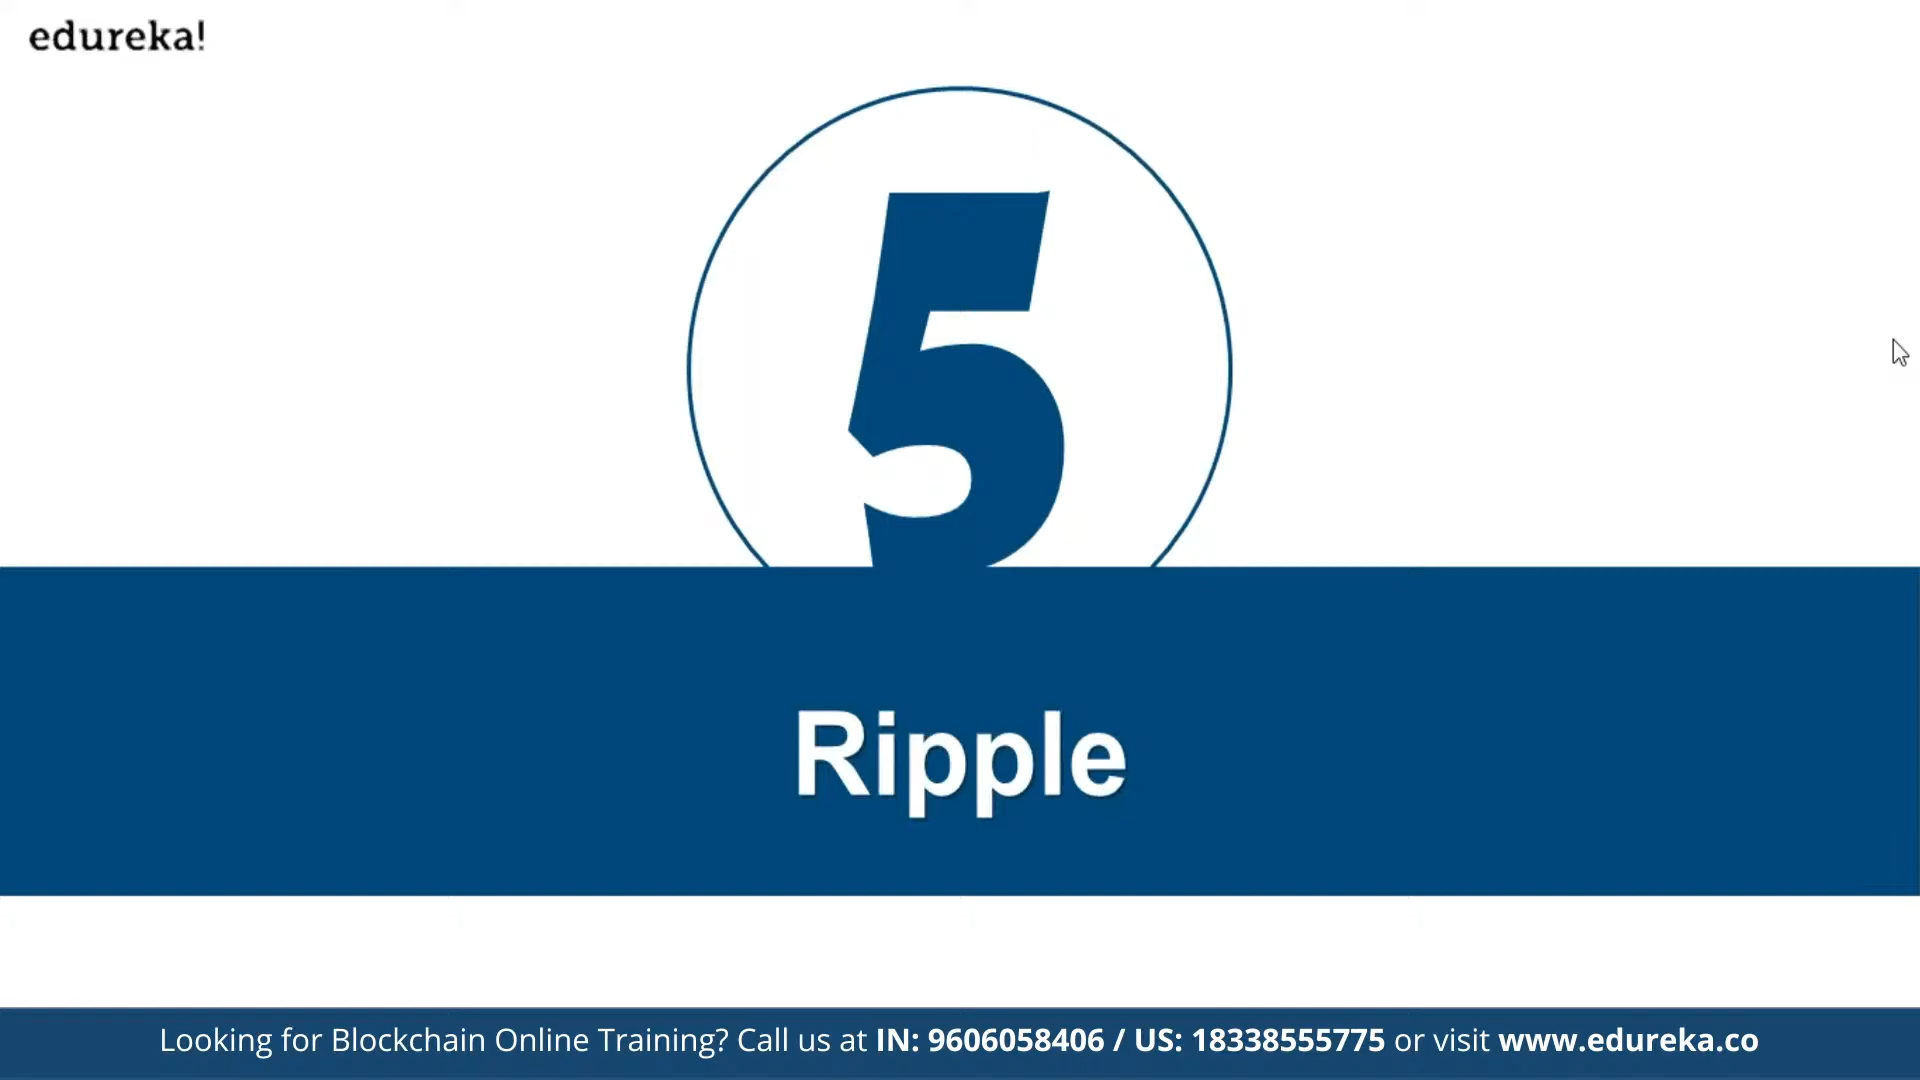 edureka!
5
Ripple
Looking for Blockchain Online Training? Call us at IN: 9606058406 / US: 18338555775 or visit www.edureka.co